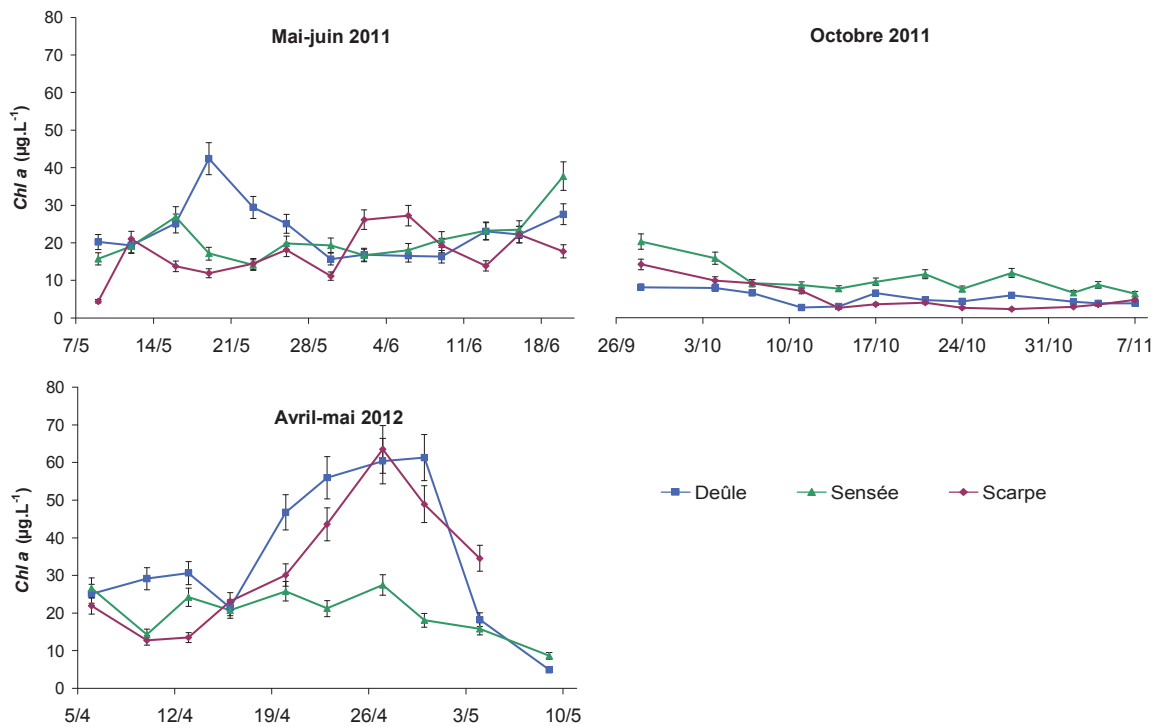 Mai-juin 2011
80
70
60
50
40
30
20
10
0
Chl a (µg.L⁻¹)
7/5 14/5 21/5 28/5 4/6 11/6 18/6
Octobre 2011
26/9 3/10 10/10 17/10 24/10 31/10 7/11
Avril-mai 2012
80
70
60
50
40
30
20
10
0
Chl a (µg.L⁻¹)
5/4 12/4 19/4 26/4 3/5 10/5
Deûle Sensée Scarpe